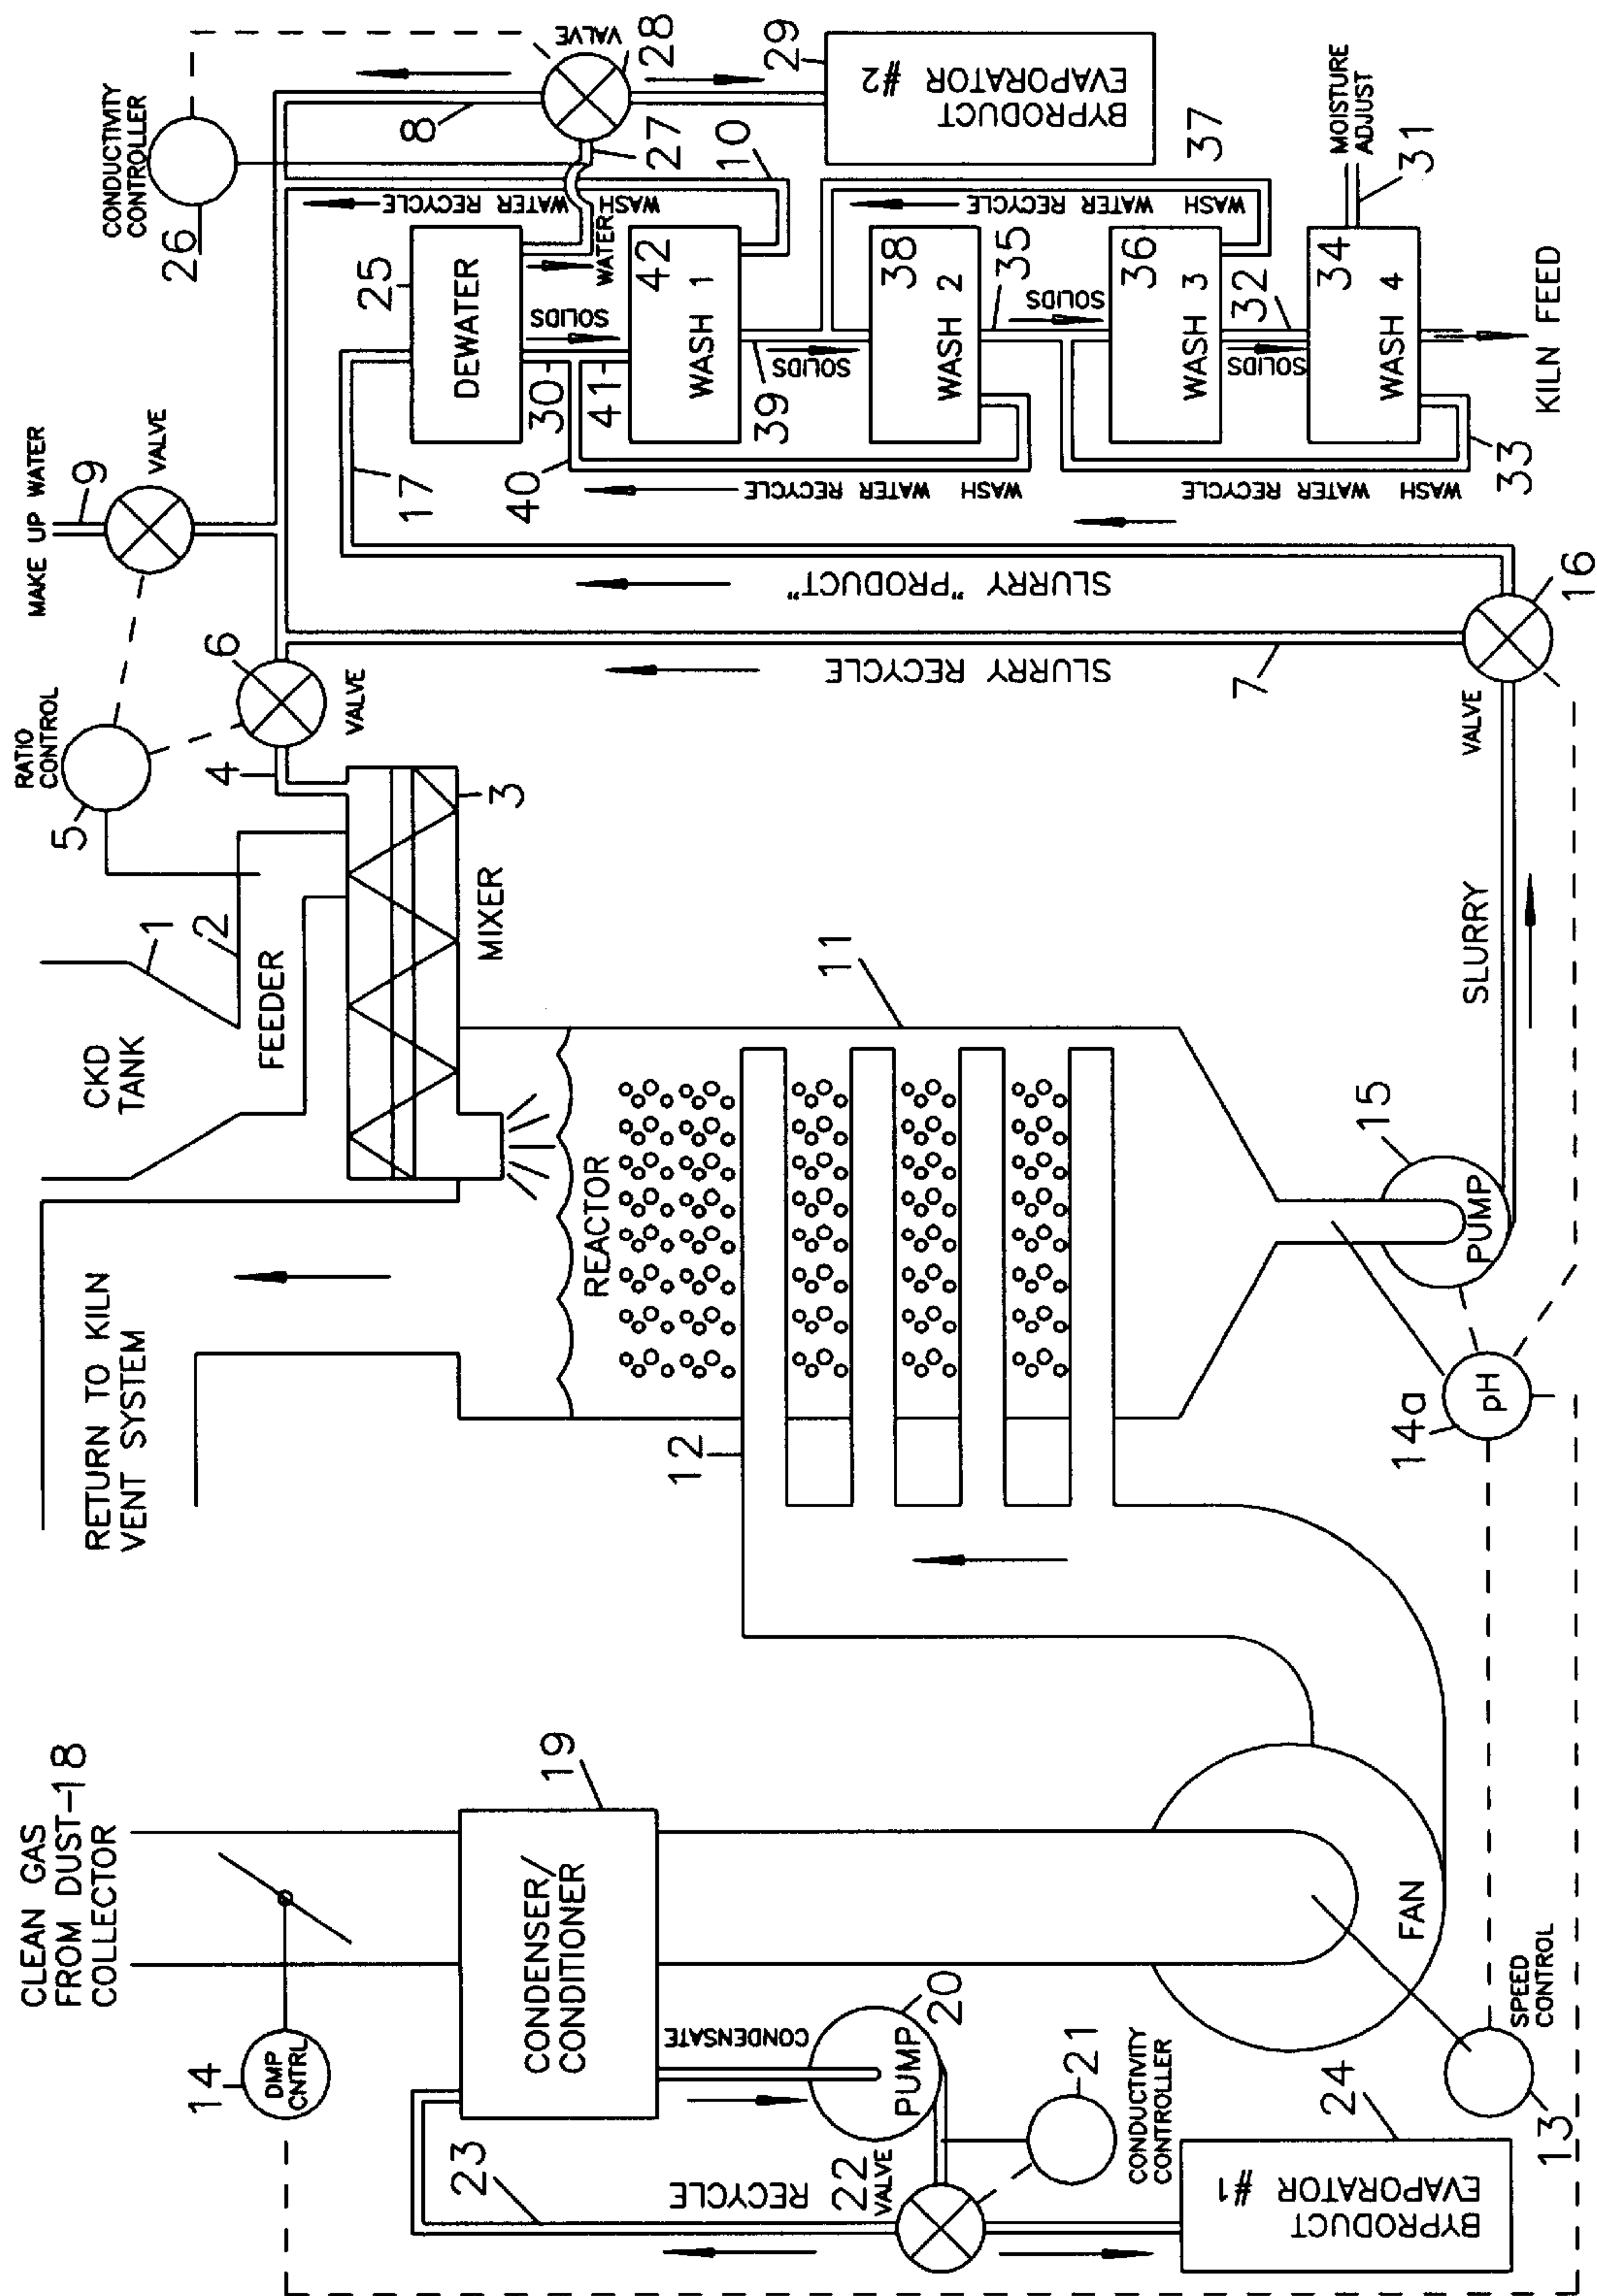 CLEAN GAS
FROM DUST-18
COLLECTOR
14
DMP
CNTRL
CONDENSER/
CONDITIONER
19
23
CONDENSATE
PUMP
20
RECYCLE
22
VALVE
21
CONDUCTIVITY
CONTROLLER
BYPRODUCT
EVAPORATOR #1
24
FAN
SPEED
CONTROL
13
RETURN TO KILN
VENT SYSTEM
CKD
TANK
1
2
FEEDER
RATIO
CONTROL
5
4
6
VALVE
3
MIXER
REACTOR
11
12
14a
pH
15
PUMP
SLURRY
VALVE
16
7
SLURRY RECYCLE
SLURRY "PRODUCT"
MAKE UP WATER
9
VALVE
17
CONDUCTIVITY
CONTROLLER
26
8
VALVE
28
27
29
BYPRODUCT
EVAPORATOR #2
10
WASH WATER RECYCLE
25
DEWATER
WATER
SOLIDS
30
41
40
42
WASH 1
39
SOLIDS
WASH WATER RECYCLE
38
WASH 2
35
SOLIDS
37
WASH WATER RECYCLE
36
WASH 3
32
SOLIDS
34
WASH 4
33
WASH WATER RECYCLE
MOISTURE
ADJUST
31
KILN FEED